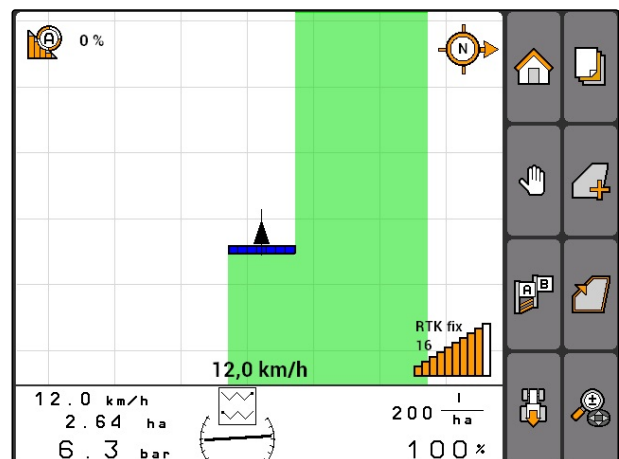 A
0 %
N
RTK fix
16
12,0 km/h
12.0 km/h
2.64 ha
6.3 bar
200 l/ha
100%
A B